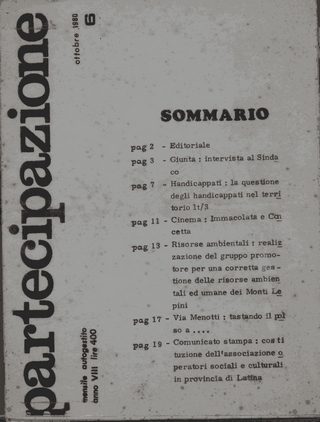 partecipazione
ottobre 1980
6
mensile autogestito
anno VIII lire 400
SOMMARIO
pag 2 - Editoriale
pag 3 - Giunta : intervista al Sinda
co
pag 7 - Handicappati : la questione
degli handicappati nel terri
torio lt/3
pag 11 - Cinema : Immacolata e Con
cetta
pag 13 - Risorse ambientali : realiz
zazione del gruppo promo-
tore per una corretta ges-
tione delle risorse ambien
tali ed umane dei Monti Le
pini
pag 17 - Via Menotti : tastando il pol
so a ....
pag 19 - Comunicato stampa : costi
tuzione dell'associazione o
peratori sociali e culturali
in provincia di Latina